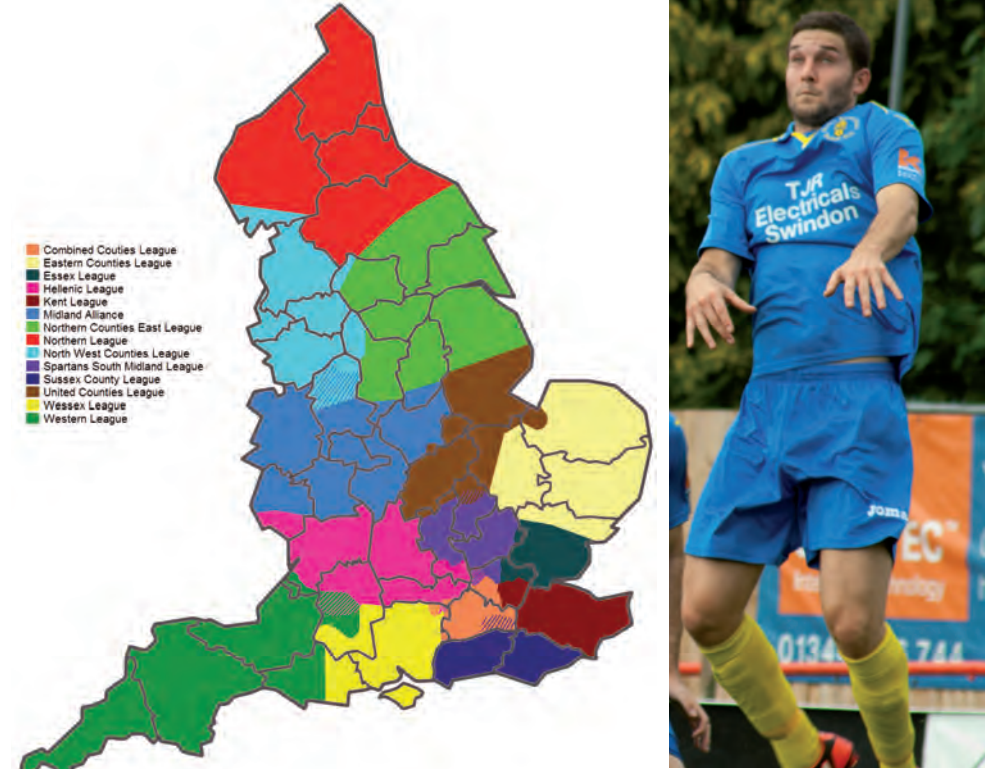 Combined Couties League
Eastern Counties League
Essex League
Hellenic League
Kent League
Midland Alliance
Northern Counties East League
Northern League
North West Counties League
Spartans South Midland League
Sussex County League
United Counties League
Wessex League
Western League
TJR
Electricals
Swindon
joma
EC
744